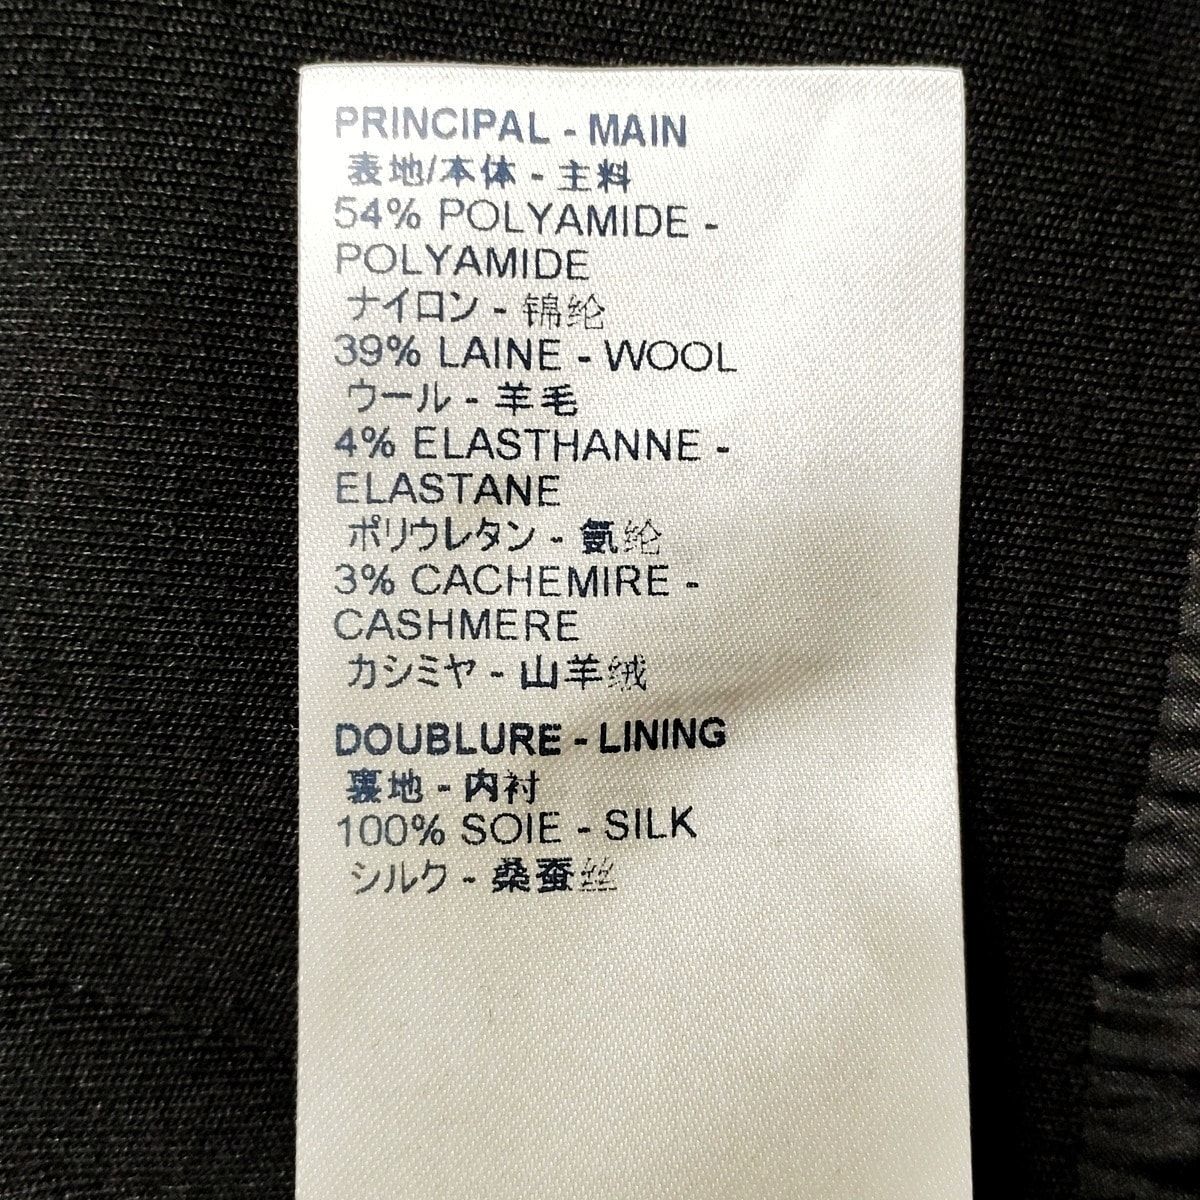 PRINCIPAL - MAIN
表地/本体 - 主料
54% POLYAMIDE -
POLYAMIDE
ナイロン - 锦纶
39% LAINE - WOOL
ウール - 羊毛
4% ELASTHANNE -
ELASTANE
ポリウレタン - 氨纶
3% CACHEMIRE -
CASHMERE
カシミヤ - 山羊绒
DOUBLURE - LINING
裏地 - 内衬
100% SOIE - SILK
シルク - 桑蚕丝